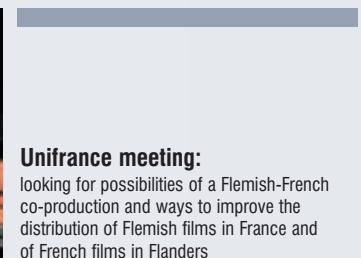 Unifrance meeting:
looking for possibilities of a Flemish-French
co-production and ways to improve the
distribution of Flemish films in France and
of French films in Flanders